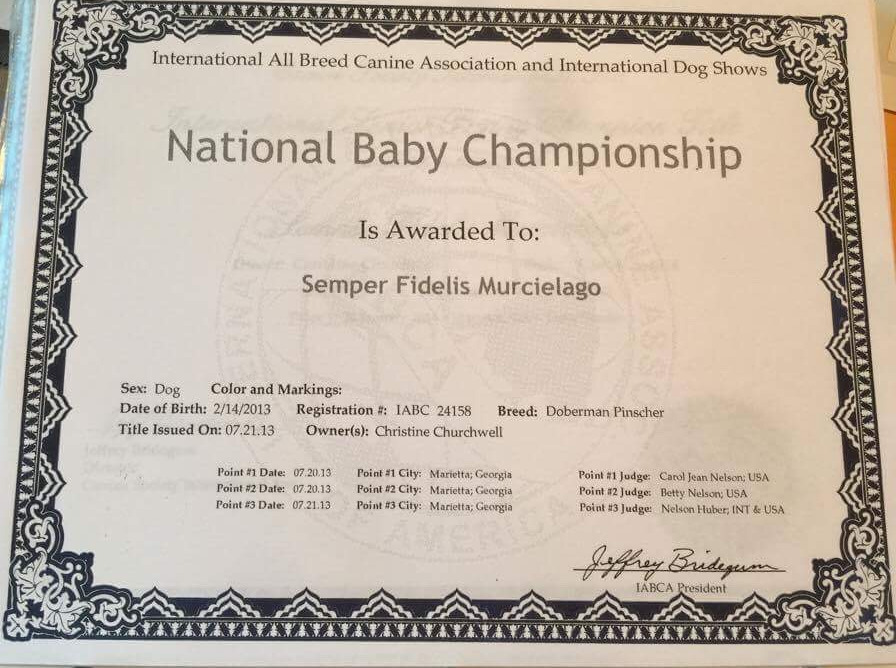 International All Breed Canine Association and International Dog Shows
National Baby Championship
Is Awarded To:
Semper Fidelis Murcielago
Sex: Dog Color and Markings:
Date of Birth: 2/14/2013 Registration #: IABC 24158 Breed: Doberman Pinscher
Title Issued On: 07.21.13 Owner(s): Christine Churchwell
Point #1 Date: 07.20.13 Point #1 City: Marietta; Georgia Point #1 Judge: Carol Jean Nelson; USA
Point #2 Date: 07.20.13 Point #2 City: Marietta; Georgia Point #2 Judge: Betty Nelson; USA
Point #3 Date: 07.21.13 Point #3 City: Marietta; Georgia Point #3 Judge: Nelson Huber; INT & USA
Jeffrey Bridegum
IABCA President